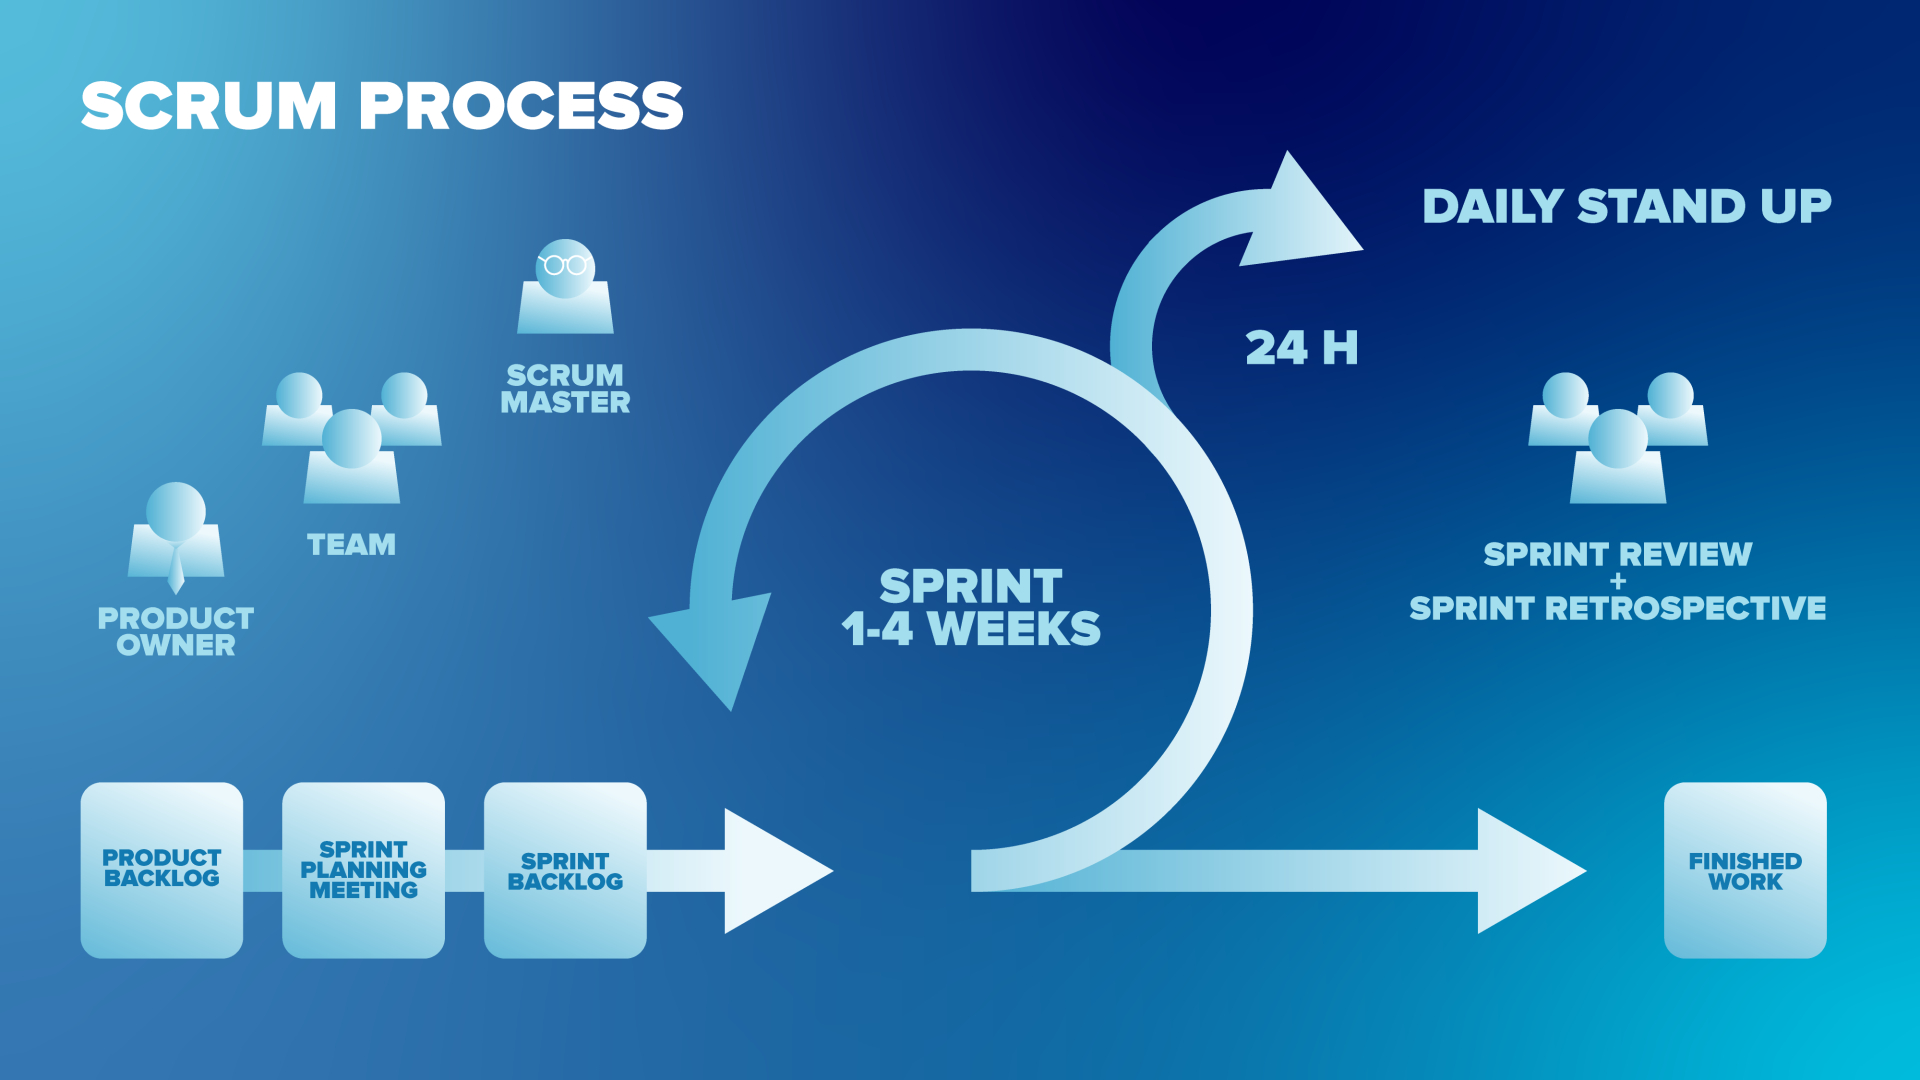 SCRUM PROCESS
DAILY STAND UP
24 H
SCRUM
MASTER
TEAM
PRODUCT
OWNER
SPRINT
1-4 WEEKS
SPRINT REVIEW
+
SPRINT RETROSPECTIVE
PRODUCT
BACKLOG
SPRINT
PLANNING
MEETING
SPRINT
BACKLOG
FINISHED
WORK